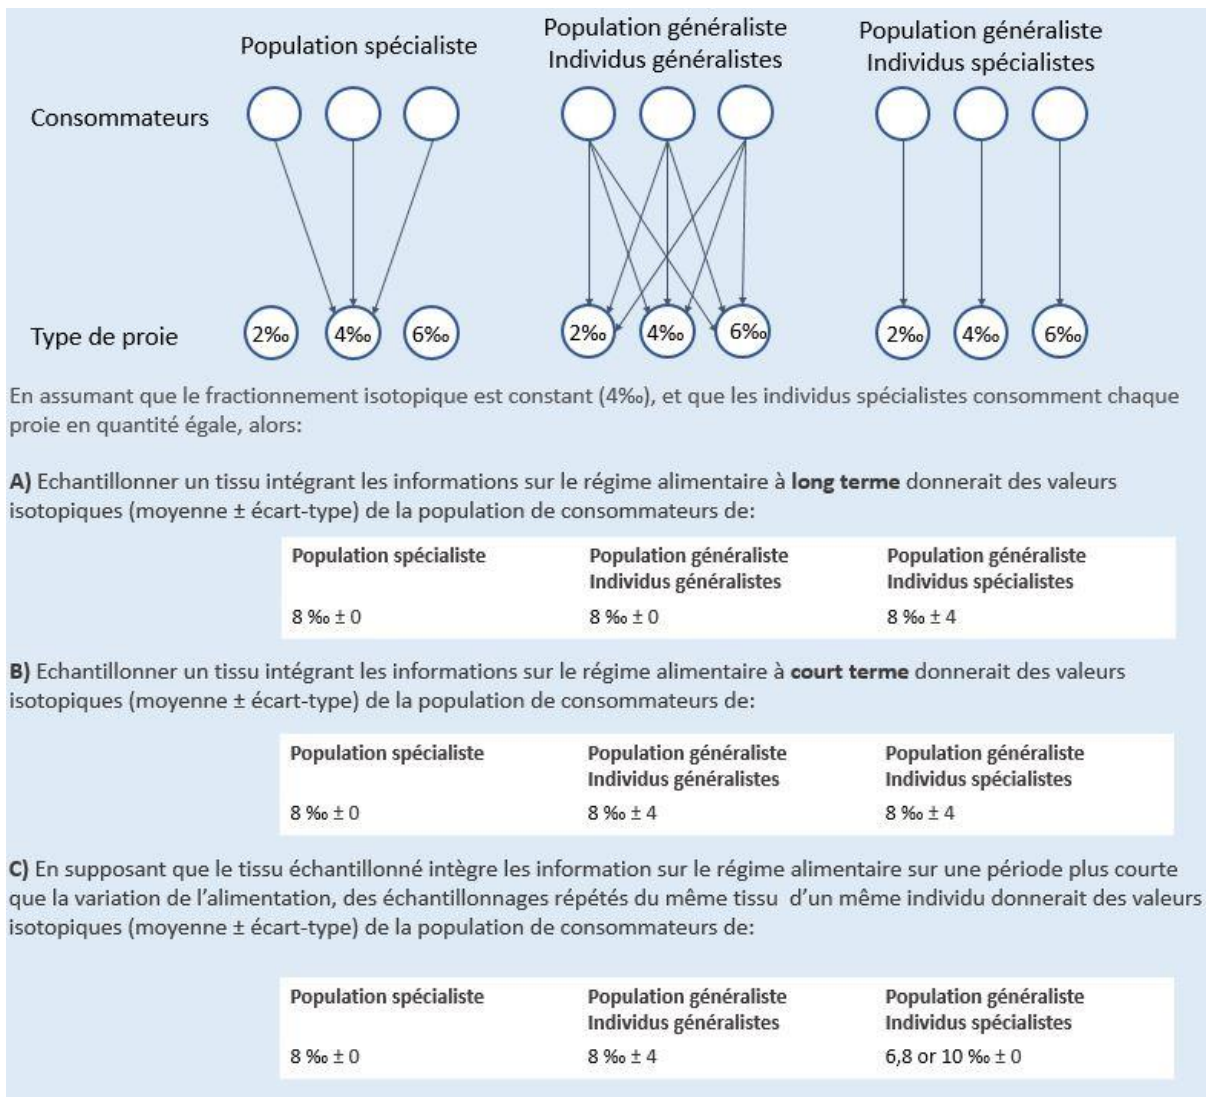 Population spécialiste
Population généraliste
Individus généralistes
Population généraliste
Individus spécialistes
Consommateurs
Type de proie
2‰ 4‰ 6‰ 2‰ 4‰ 6‰ 2‰ 4‰ 6‰
En assumant que le fractionnement isotopique est constant (4‰), et que les individus spécialistes consomment chaque
proie en quantité égale, alors:
A) Echantillonner un tissu intégrant les informations sur le régime alimentaire à long terme donnerait des valeurs
isotopiques (moyenne ± écart-type) de la population de consommateurs de:
Population spécialiste
Population généraliste
Individus généralistes
Population généraliste
Individus spécialistes
8 ‰ ± 0 8 ‰ ± 0 8 ‰ ± 4
B) Echantillonner un tissu intégrant les informations sur le régime alimentaire à court terme donnerait des valeurs
isotopiques (moyenne ± écart-type) de la population de consommateurs de:
Population spécialiste
Population généraliste
Individus généralistes
Population généraliste
Individus spécialistes
8 ‰ ± 0 8 ‰ ± 4 8 ‰ ± 4
C) En supposant que le tissu échantillonné intègre les information sur le régime alimentaire sur une période plus courte
que la variation de l'alimentation, des échantillonnages répétés du même tissu d'un même individu donnerait des valeurs
isotopiques (moyenne ± écart-type) de la population de consommateurs de:
Population spécialiste
Population généraliste
Individus généralistes
Population généraliste
Individus spécialistes
8 ‰ ± 0 8 ‰ ± 4 6,8 or 10 ‰ ± 0